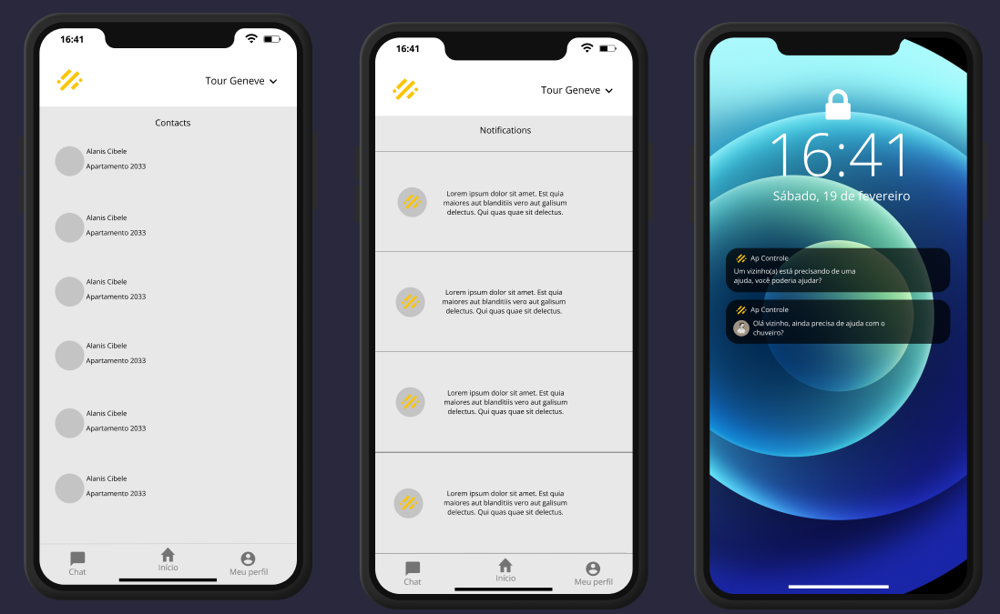 16:41
Tour Geneve
Contacts
Alanis Cibele
Apartamento 2033
Alanis Cibele
Apartamento 2033
Alanis Cibele
Apartamento 2033
Alanis Cibele
Apartamento 2033
Alanis Cibele
Apartamento 2033
Alanis Cibele
Apartamento 2033
Chat
Início
Meu perfil
16:41
Tour Geneve
Notifications
Lorem ipsum dolor sit amet. Est quia
maiores aut blanditiis vero aut galisum
delectus. Qui quas quae sit delectus.
Lorem ipsum dolor sit amet. Est quia
maiores aut blanditiis vero aut galisum
delectus. Qui quas quae sit delectus.
Lorem ipsum dolor sit amet. Est quia
maiores aut blanditiis vero aut galisum
delectus. Qui quas quae sit delectus.
Lorem ipsum dolor sit amet. Est quia
maiores aut blanditiis vero aut galisum
delectus. Qui quas quae sit delectus.
Chat
Início
Meu perfil
16:41
Sábado, 19 de fevereiro
Ap Controle
Um vizinho(a) está precisando de uma
ajuda, você poderia ajudar?
Ap Controle
Olá vizinho, ainda precisa de ajuda com o
chuveiro?